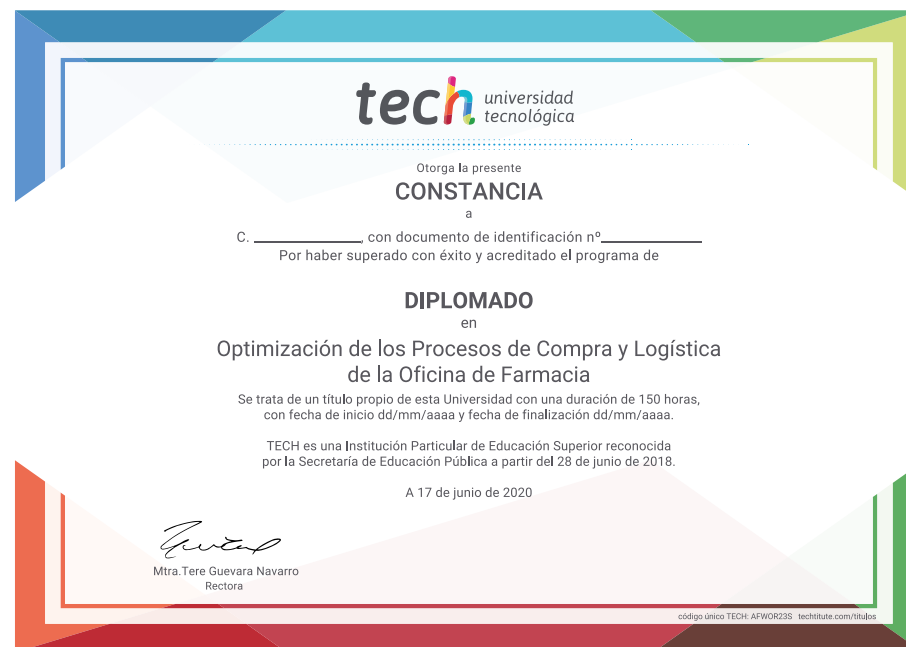 tech universidad
tecnológica
Otorga la presente
CONSTANCIA
a
C. ____________, con documento de identificación nº____________
Por haber superado con éxito y acreditado el programa de
DIPLOMADO
en
Optimización de los Procesos de Compra y Logística
de la Oficina de Farmacia
Se trata de un título propio de esta Universidad con una duración de 150 horas,
con fecha de inicio dd/mm/aaaa y fecha de finalización dd/mm/aaaa.
TECH es una Institución Particular de Educación Superior reconocida
por la Secretaría de Educación Pública a partir del 28 de junio de 2018.
A 17 de junio de 2020
Mtra.Tere Guevara Navarro
Rectora
código único TECH: AFWOR23S techtitute.com/titulos